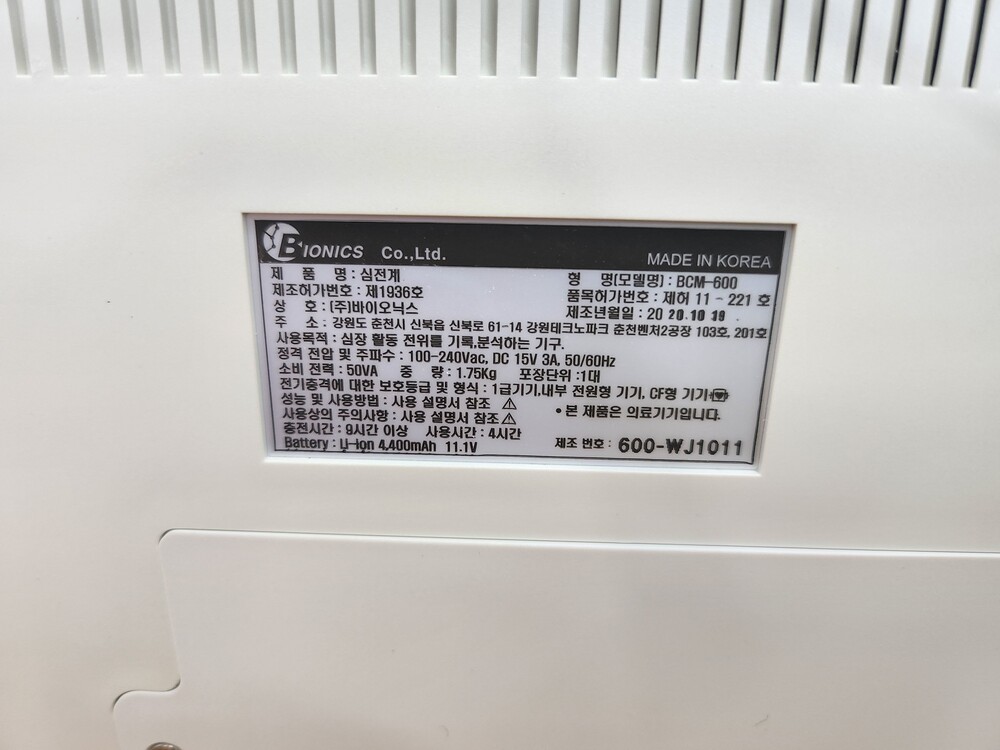 BIONICS Co.,Ltd.
MADE IN KOREA
제 품 명 : 심전계
형 명(모델명) : BCM-600
제조허가번호 : 제1936호
품목허가번호 : 제허 11 - 221 호
상 호 : (주)바이오닉스
제조년월일 : 20 20.10 19 .
주 소 : 강원도 춘천시 신북읍 신북로 61-14 강원테크노파크 춘천벤처2공장 103호, 201호
사용목적 : 심장 활동 전위를 기록,분석하는 기구.
정격 전압 및 주파수 : 100-240Vac, DC 15V 3A, 50/60Hz
소비 전력 : 50VA 중 량 : 1.75Kg 포장단위 : 1대
전기충격에 대한 보호등급 및 형식 : 1급기기,내부 전원형 기기, CF형 기기
성능 및 사용방법 : 사용 설명서 참조
사용상의 주의사항 : 사용 설명서 참조
• 본 제품은 의료기기입니다.
충전시간 : 9시간 이상 사용시간 : 4시간
Battery : Li-Ion 4,400mAh 11.1V
제조 번호 : 600-WJ1011